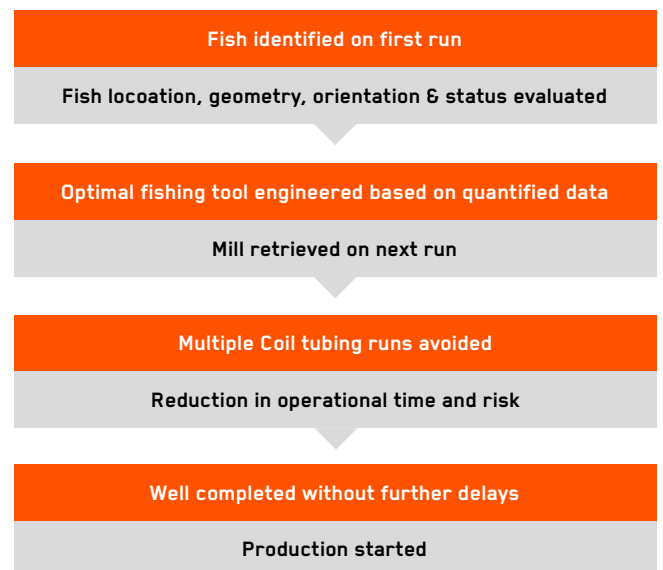 Fish identified on first run
Fish locoation, geometry, orientation & status evaluated
Optimal fishing tool engineered based on quantified data
Mill retrieved on next run
Multiple Coil tubing runs avoided
Reduction in operational time and risk
Well completed without further delays
Production started